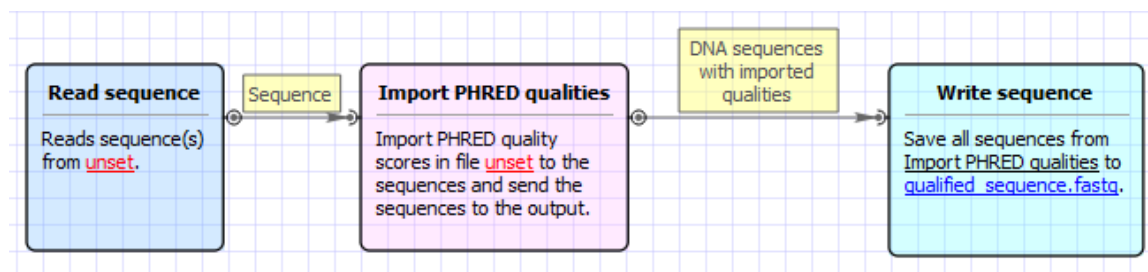 Read sequence
Reads sequence(s)
from unset.
Sequence
Import PHRED qualities
Import PHRED quality
scores in file unset to the
sequences and send the
sequences to the output.
DNA sequences
with imported
qualities
Write sequence
Save all sequences from
Import PHRED qualities to
qualified_sequence.fastq.